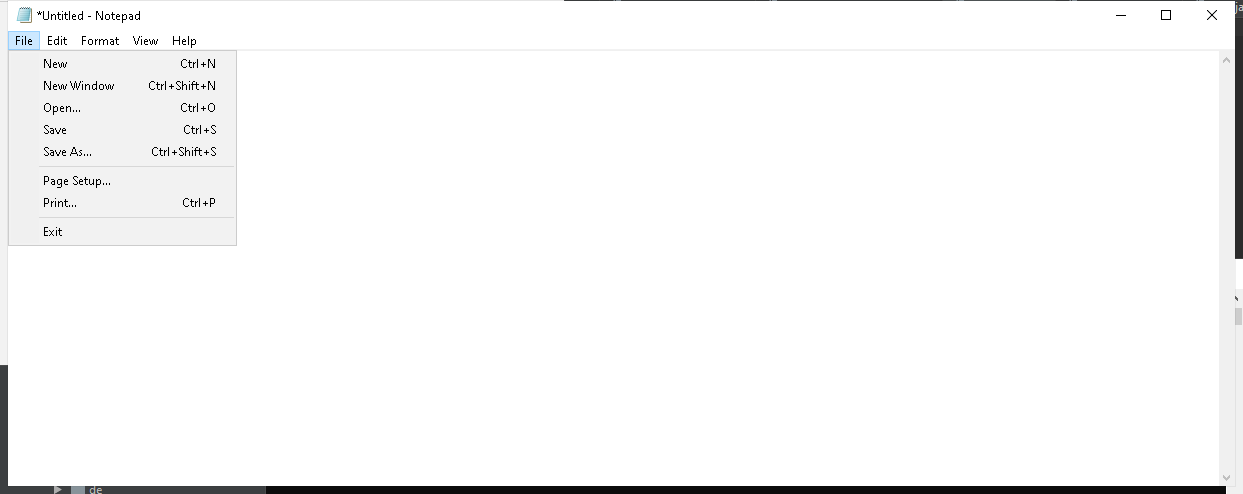 *Untitled - Notepad
File Edit Format View Help
New Ctrl+N
New Window Ctrl+Shift+N
Open... Ctrl+O
Save Ctrl+S
Save As... Ctrl+Shift+S
Page Setup...
Print... Ctrl+P
Exit
de